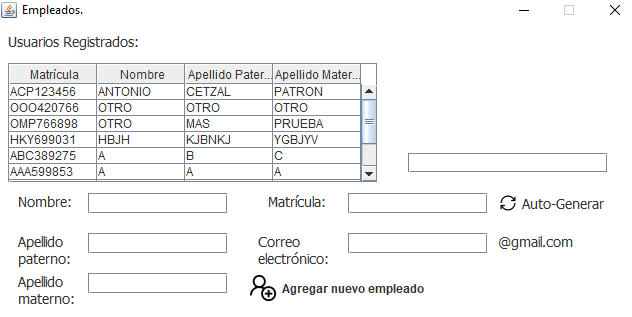 Empleados.
Usuarios Registrados:
Matrícula Nombre Apellido Pater... Apellido Mater...
ACP123456 ANTONIO CETZAL PATRON
OOO420766 OTRO OTRO OTRO
OMP766898 OTRO MAS PRUEBA
HKY699031 HBJH KJBNKJ YGBJYV
ABC389275 A B C
AAA599853 A A A
Nombre: Matrícula: Auto-Generar
Apellido paterno: Correo electrónico: @gmail.com
Apellido materno: Agregar nuevo empleado